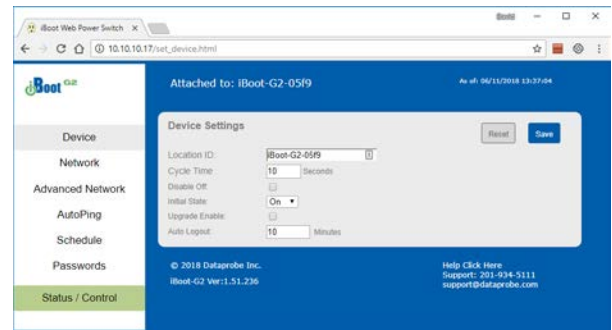 iBoot Web Power Switch
10.10.10.17/set_device.html
iBoot G2
Attached to: iBoot-G2-05f9
As of: 06/11/2018 13:37:04
Device
Network
Advanced Network
AutoPing
Schedule
Passwords
Status / Control
Device Settings
Reset
Save
Location ID: iBoot-G2-05f9
Cycle Time: 10 Seconds
Disable Off:
Initial State: On
Upgrade Enable:
Auto Logout: 10 Minutes
© 2018 Dataprobe Inc.
iBoot-G2 Ver:1.51.236
Help Click Here
Support: 201-934-5111
support@dataprobe.com